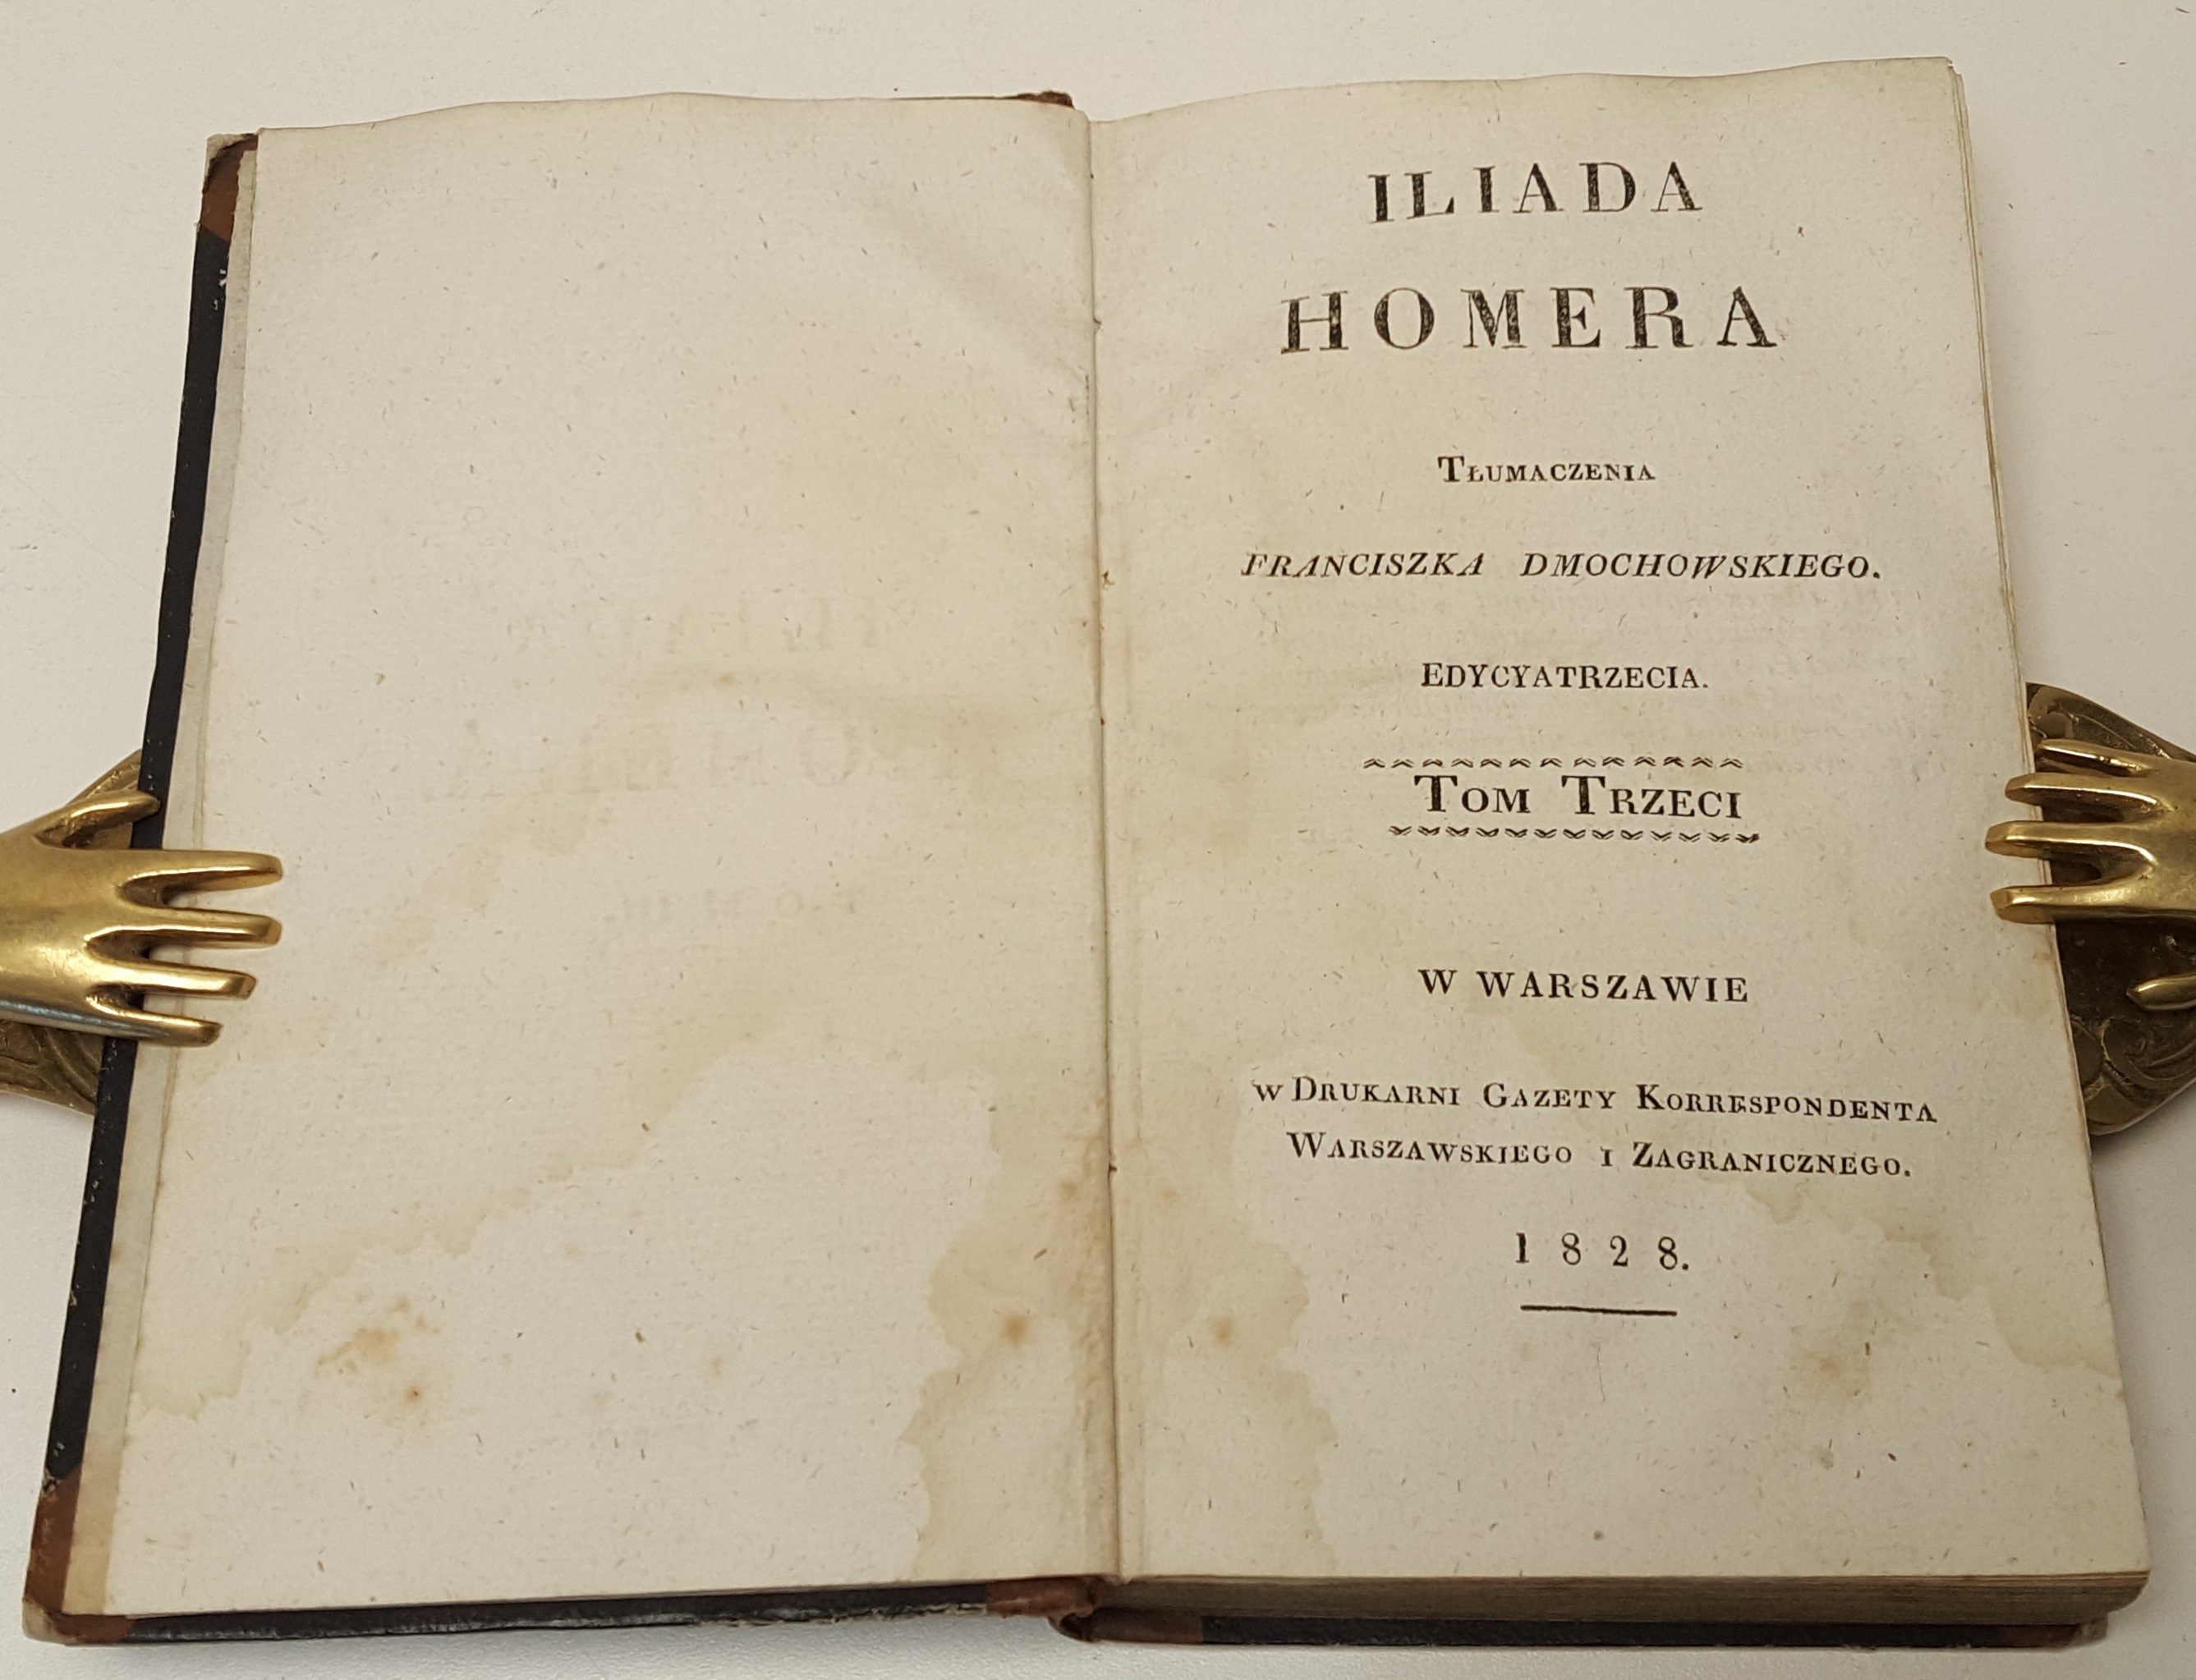 ILIADA
HOMERA
TŁUMACZENIA
FRANCISZKA DMOCHOWSKIEGO.
EDYCYATRZECIA.
TOM TRZECI
W WARSZAWIE
W DRUKARNI GAZETY KORRESPONDENTA
WARSZAWSKIEGO I ZAGRANICZNEGO.
1828.